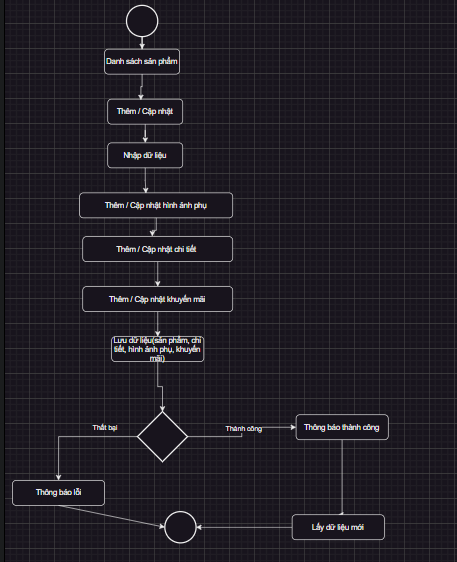 Danh sách sản phẩm
Thêm / Cập nhật
Nhập dữ liệu
Thêm / Cập nhật hình ảnh phụ
Thêm / Cập nhật chi tiết
Thêm / Cập nhật khuyến mãi
Lưu dữ liệu(sản phẩm, chi
tiết, hình ảnh phụ, khuyến
mãi)
Thất bại
Thành công
Thông báo thành công
Thông báo lỗi
Lấy dữ liệu mới